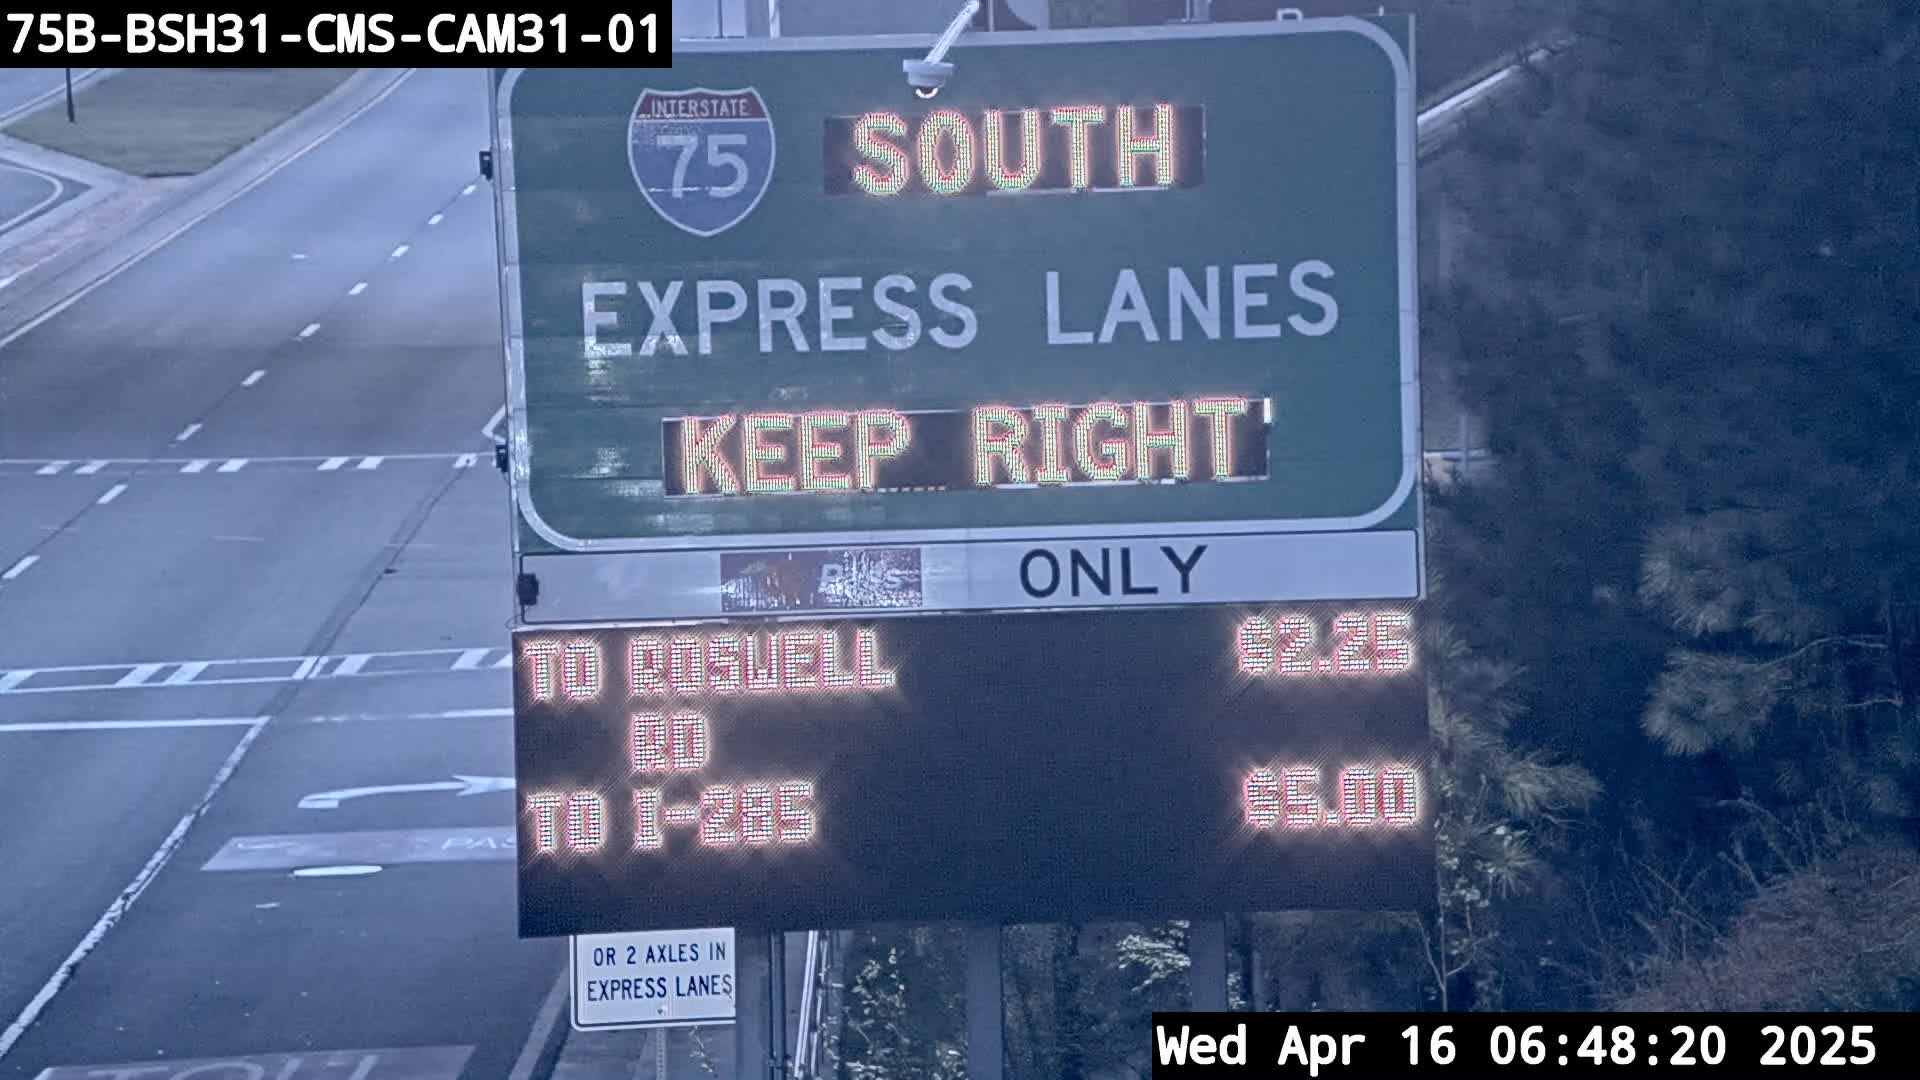 75B-BSH31-CMS-CAM31-01
INTERSTATE
75
SOUTH
EXPRESS LANES
KEEP RIGHT
ONLY
TO ROSWELL $2.25
RD
TO I-285 $5.00
OR 2 AXLES IN
EXPRESS LANES
Wed Apr 16 06:48:20 2025